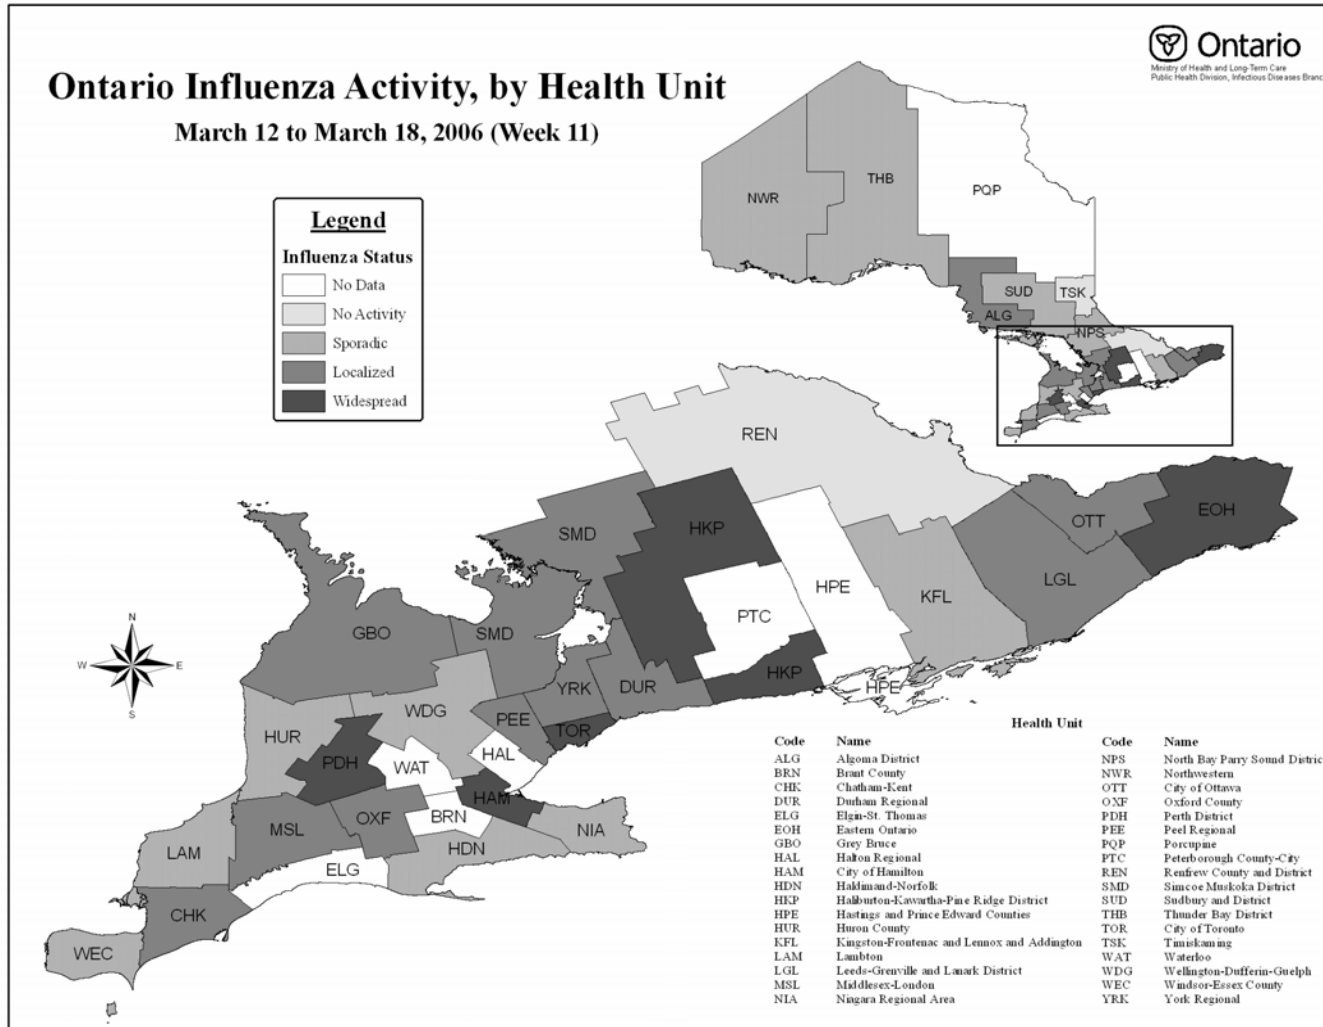 Ontario
Ministry of Health and Long-Term Care
Public Health Division, Infectious Diseases Branc
Ontario Influenza Activity, by Health Unit
March 12 to March 18, 2006 (Week 11)
Legend
Influenza Status
No Data
No Activity
Sporadic
Localized
Widespread
NWR
THB
PQP
SUD
TSK
ALG
NPS
REN
HKP
SMD
OTT
EOH
HPE
LGL
KFL
PTC
GBO
SMD
HKP
YRK
DUR
HPE
N
W E
S
WDG
PEE
TOR
HUR
HAL
PDH
WAT
HAM
BRN
OXF
MSL
NIA
HDN
LAM
ELG
CHK
WEC
Health Unit
Code Name Code Name
ALG Algoma District NPS North Bay Parry Sound Distric
BRN Brant County NWR Northwestern
CHK Chatham-Kent OTT City of Ottawa
DUR Durham Regional OXF Oxford County
ELG Elgin-St. Thomas PDH Perth District
EOH Eastern Ontario PEE Peel Regional
GBO Grey Bruce PQP Porcupine
HAL Halton Regional PTC Peterborough County-City
HAM City of Hamilton REN Renfrew County and District
HDN Haldimand-Norfolk SMD Simcoe Muskoka District
HKP Haliburton-Kawartha-Pine Ridge District SUD Sudbury and District
HPE Hastings and Prince Edward Counties THB Thunder Bay District
HUR Huron County TOR City of Toronto
KFL Kingston-Frontenac and Lennox and Addington TSK Timiskaming
LAM Lambton WAT Waterloo
LGL Leeds-Grenville and Lanark District WDG Wellington-Dufferin-Guelph
MSL Middlesex-London WEC Windsor-Essex County
NIA Niagara Regional Area YRK York Regional